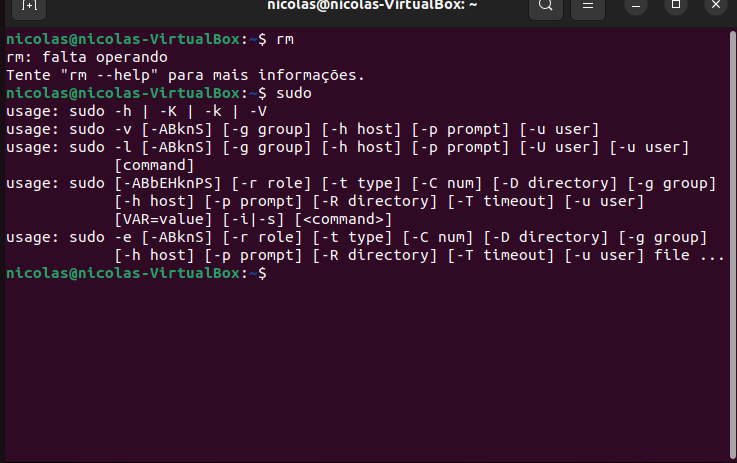 nicolas@nicolas-VirtualBox: ~
nicolas@nicolas-VirtualBox:~$ rm
rm: falta operando
Tente "rm --help" para mais informações.
nicolas@nicolas-VirtualBox:~$ sudo
usage: sudo -h | -K | -k | -V
usage: sudo -v [-ABknS] [-g group] [-h host] [-p prompt] [-u user]
usage: sudo -l [-ABknS] [-g group] [-h host] [-p prompt] [-U user] [-u user]
            [command]
usage: sudo [-ABbEHknPS] [-r role] [-t type] [-C num] [-D directory] [-g group]
            [-h host] [-p prompt] [-R directory] [-T timeout] [-u user]
            [VAR=value] [-i|-s] [<command>]
usage: sudo -e [-ABknS] [-r role] [-t type] [-C num] [-D directory] [-g group]
            [-h host] [-p prompt] [-R directory] [-T timeout] [-u user] file ...
nicolas@nicolas-VirtualBox:~$